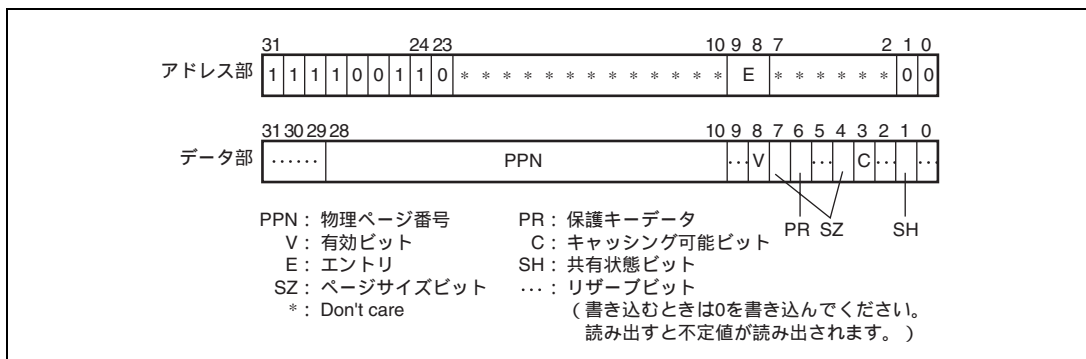 31 24 23 10 9 8 7 2 1 0
アドレス部 1 1 1 1 0 0 1 1 0 * * * * * * * * * * * * * E * * * * * * 0 0
31 30 29 28 10 9 8 7 6 5 4 3 2 1 0
データ部 ······ PPN ··· V ··· C ··· ···
PR SZ SH
PPN： 物理ページ番号 PR： 保護キーデータ
V： 有効ビット C： キャッシング可能ビット
E： エントリ SH： 共有状態ビット
SZ： ページサイズビット ···： リザーブビット
*： Don't care （書き込むときは0を書き込んでください。
読み出すと不定値が読み出されます。）